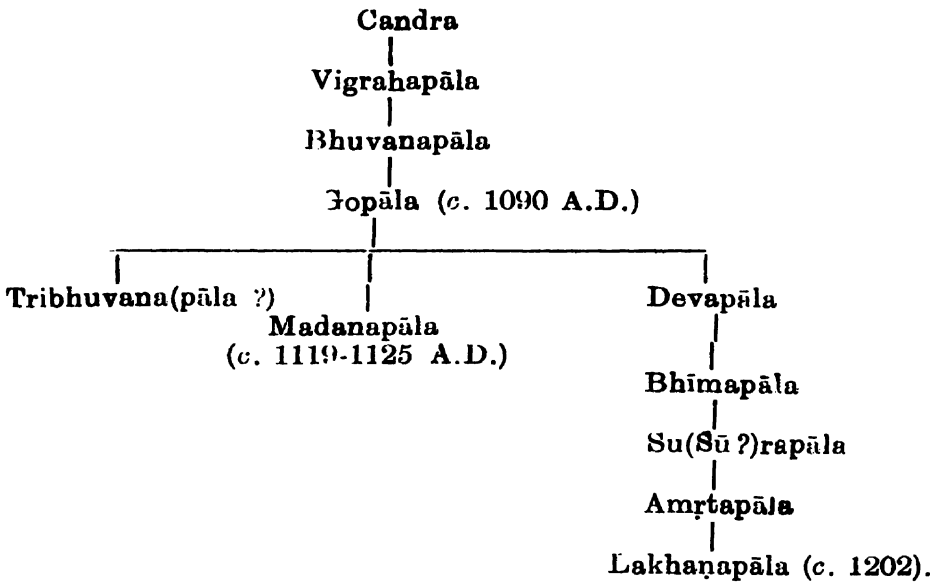 Candra
Vigrahapāla
Bhuvanapāla
Gopāla (c. 1090 A.D.)
Tribhuvana(pāla ?)
Devapāla
Madanapāla
(c. 1119-1125 A.D.)
Bhīmapāla
Su(Sū ?)rapāla
Amṛtapāla
Lakhaṇapāla (c. 1202).